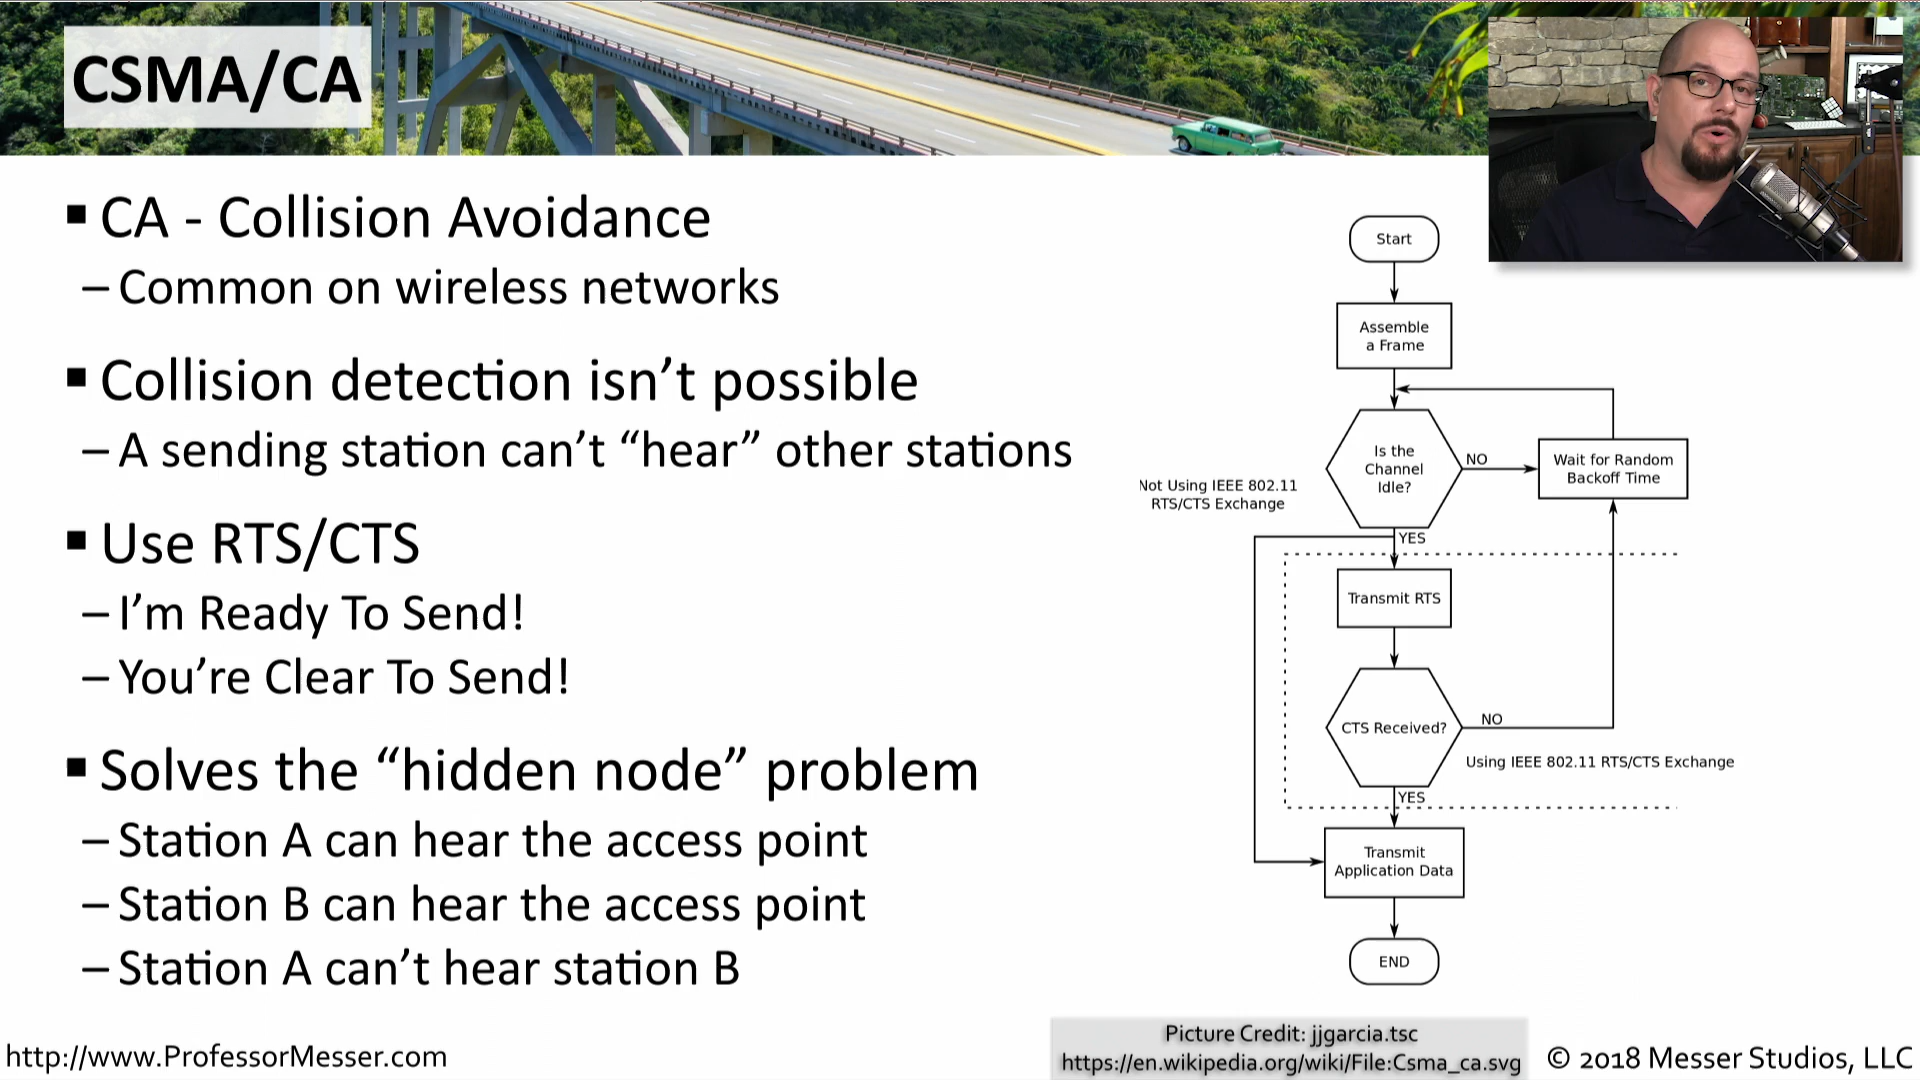 CSMA/CA
▪ CA - Collision Avoidance
– Common on wireless networks
▪ Collision detection isn’t possible
– A sending station can’t “hear” other stations
▪ Use RTS/CTS
– I’m Ready To Send!
– You’re Clear To Send!
▪ Solves the “hidden node” problem
– Station A can hear the access point
– Station B can hear the access point
– Station A can’t hear station B
Start
Assemble
a Frame
Is the
Channel
Idle?
NO
Wait for Random
Backoff Time
Not Using IEEE 802.11
RTS/CTS Exchange
YES
Transmit RTS
CTS Received?
NO
Using IEEE 802.11 RTS/CTS Exchange
YES
Transmit
Application Data
END
http://www.ProfessorMesser.com
Picture Credit: jjgarcia.tsc
https://en.wikipedia.org/wiki/File:Csma_ca.svg
© 2018 Messer Studios, LLC